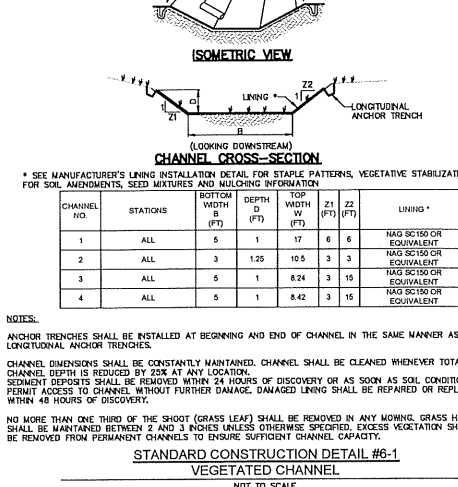 ISOMETRIC VIEW
LINING *
Z2
1
D
1
Z1
LONGITUDINAL
ANCHOR TRENCH
B
(LOOKING DOWNSTREAM)
CHANNEL CROSS-SECTION
* SEE MANUFACTURER'S LINING INSTALLATION DETAIL FOR STAPLE PATTERNS, VEGETATIVE STABILIZAT
FOR SOIL AMENDMENTS, SEED MIXTURES AND MULCHING INFORMATION
CHANNEL NO. STATIONS BOTTOM WIDTH B (FT) DEPTH D (FT) TOP WIDTH W (FT) Z1 (FT) Z2 (FT) LINING *
1 ALL 5 1 17 6 6 NAG SC150 OR EQUIVALENT
2 ALL 3 1.25 10.5 3 3 NAG SC150 OR EQUIVALENT
3 ALL 5 1 8.24 3 15 NAG SC150 OR EQUIVALENT
4 ALL 5 1 8.42 3 15 NAG SC150 OR EQUIVALENT
NOTES:
ANCHOR TRENCHES SHALL BE INSTALLED AT BEGINNING AND END OF CHANNEL IN THE SAME MANNER AS
LONGITUDINAL ANCHOR TRENCHES.
CHANNEL DIMENSIONS SHALL BE CONSTANTLY MAINTAINED. CHANNEL SHALL BE CLEANED WHENEVER TOTA
CHANNEL DEPTH IS REDUCED BY 25% AT ANY LOCATION.
SEDIMENT DEPOSITS SHALL BE REMOVED WITHIN 24 HOURS OF DISCOVERY OR AS SOON AS SOIL CONDITIO
PERMIT ACCESS TO CHANNEL WITHOUT FURTHER DAMAGE. DAMAGED LINING SHALL BE REPAIRED OR REPL
WITHIN 48 HOURS OF DISCOVERY.
NO MORE THAN ONE THIRD OF THE SHOOT (GRASS LEAF) SHALL BE REMOVED IN ANY MOWING. GRASS H
SHALL BE MAINTAINED BETWEEN 2 AND 3 INCHES UNLESS OTHERWISE SPECIFIED. EXCESS VEGETATION SH
BE REMOVED FROM PERMANENT CHANNELS TO ENSURE SUFFICIENT CHANNEL CAPACITY.
STANDARD CONSTRUCTION DETAIL #6-1
VEGETATED CHANNEL
NOT TO SCALE